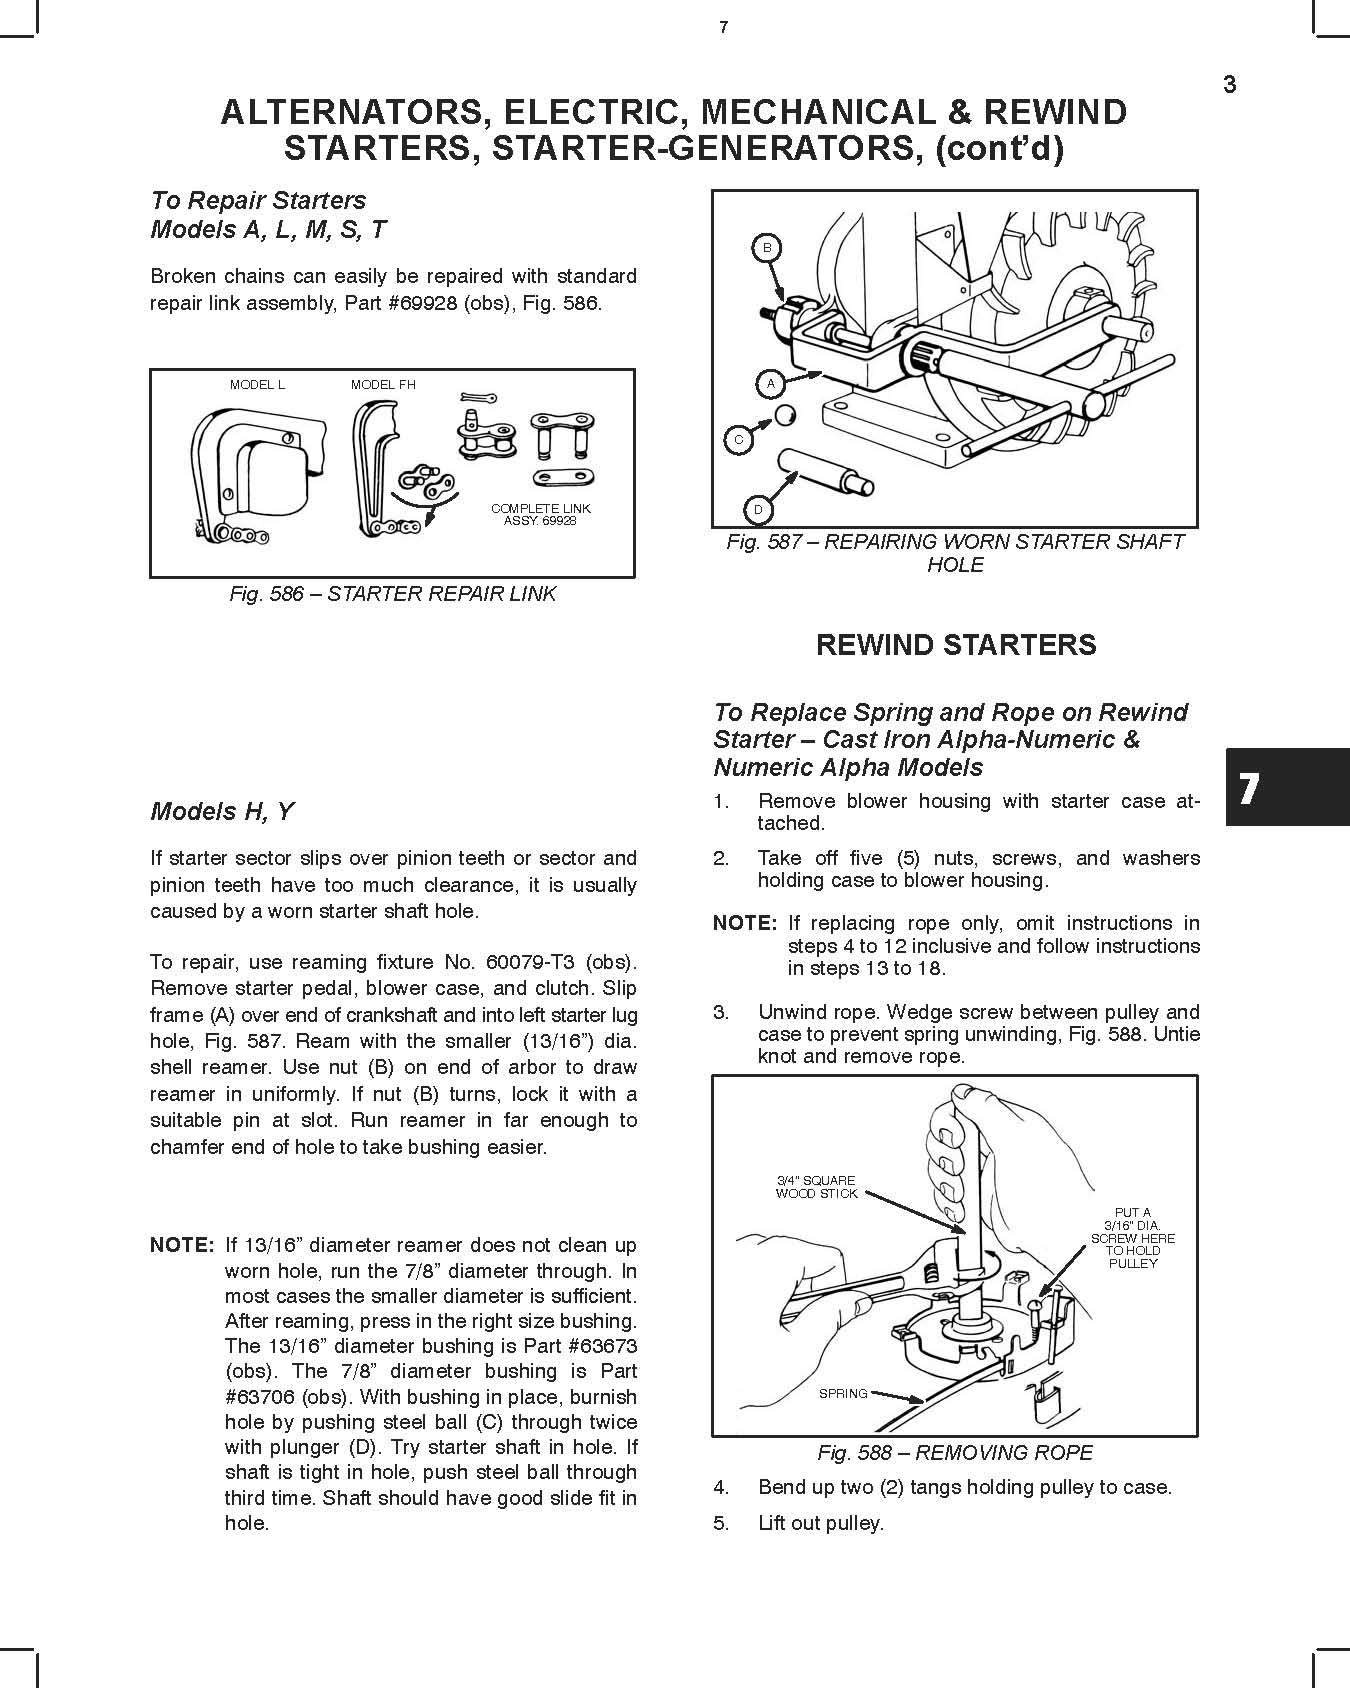 7
3
ALTERNATORS, ELECTRIC, MECHANICAL & REWIND
STARTERS, STARTER-GENERATORS, (cont’d)
To Repair Starters
Models A, L, M, S, T
Broken chains can easily be repaired with standard
repair link assembly, Part #69928 (obs), Fig. 586.
MODEL L
MODEL FH
COMPLETE LINK
ASSY. 69928
Fig. 586 – STARTER REPAIR LINK
Models H, Y
If starter sector slips over pinion teeth or sector and
pinion teeth have too much clearance, it is usually
caused by a worn starter shaft hole.
To repair, use reaming fixture No. 60079-T3 (obs).
Remove starter pedal, blower case, and clutch. Slip
frame (A) over end of crankshaft and into left starter lug
hole, Fig. 587. Ream with the smaller (13/16”) dia.
shell reamer. Use nut (B) on end of arbor to draw
reamer in uniformly. If nut (B) turns, lock it with a
suitable pin at slot. Run reamer in far enough to
chamfer end of hole to take bushing easier.
NOTE: If 13/16” diameter reamer does not clean up
worn hole, run the 7/8” diameter through. In
most cases the smaller diameter is sufficient.
After reaming, press in the right size bushing.
The 13/16” diameter bushing is Part #63673
(obs). The 7/8” diameter bushing is Part
#63706 (obs). With bushing in place, burnish
hole by pushing steel ball (C) through twice
with plunger (D). Try starter shaft in hole. If
shaft is tight in hole, push steel ball through
third time. Shaft should have good slide fit in
hole.
B
A
C
D
Fig. 587 – REPAIRING WORN STARTER SHAFT
HOLE
REWIND STARTERS
To Replace Spring and Rope on Rewind
Starter – Cast Iron Alpha-Numeric &
Numeric Alpha Models
1. Remove blower housing with starter case at-
tached.
2. Take off five (5) nuts, screws, and washers
holding case to blower housing.
NOTE: If replacing rope only, omit instructions in
steps 4 to 12 inclusive and follow instructions
in steps 13 to 18.
3. Unwind rope. Wedge screw between pulley and
case to prevent spring unwinding, Fig. 588. Untie
knot and remove rope.
3/4" SQUARE
WOOD STICK
PUT A
3/16" DIA.
SCREW HERE
TO HOLD
PULLEY
SPRING
Fig. 588 – REMOVING ROPE
4. Bend up two (2) tangs holding pulley to case.
5. Lift out pulley.
7